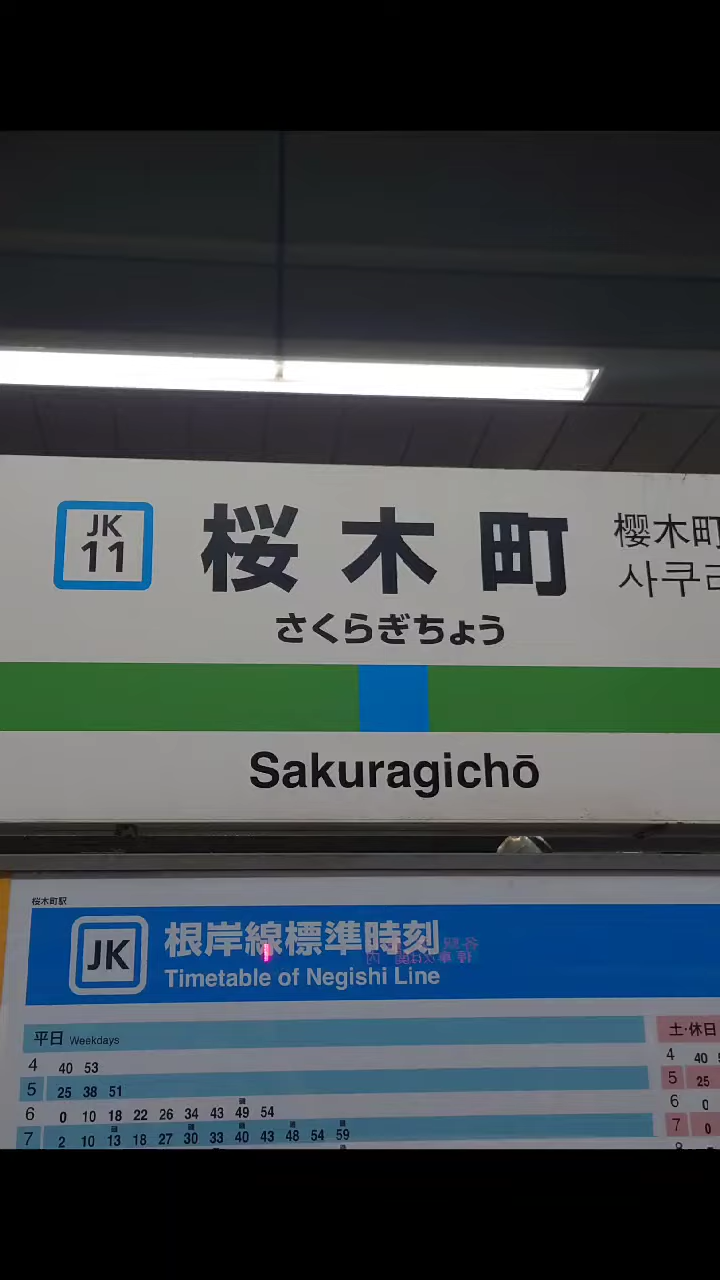 JK
11
桜木町
さくらぎちょう
樱木町
사쿠라
Sakuragichō
桜木町駅
JK
根岸線標準時刻
Timetable of Negishi Line
平日 Weekdays
4 40 53
5 25 38 51
6 0 10 18 22 26 34 43 49 54
7 2 10 13 18 27 30 33 40 43 48 54 59
土・休日
4 40
5 25
6 0
7 0